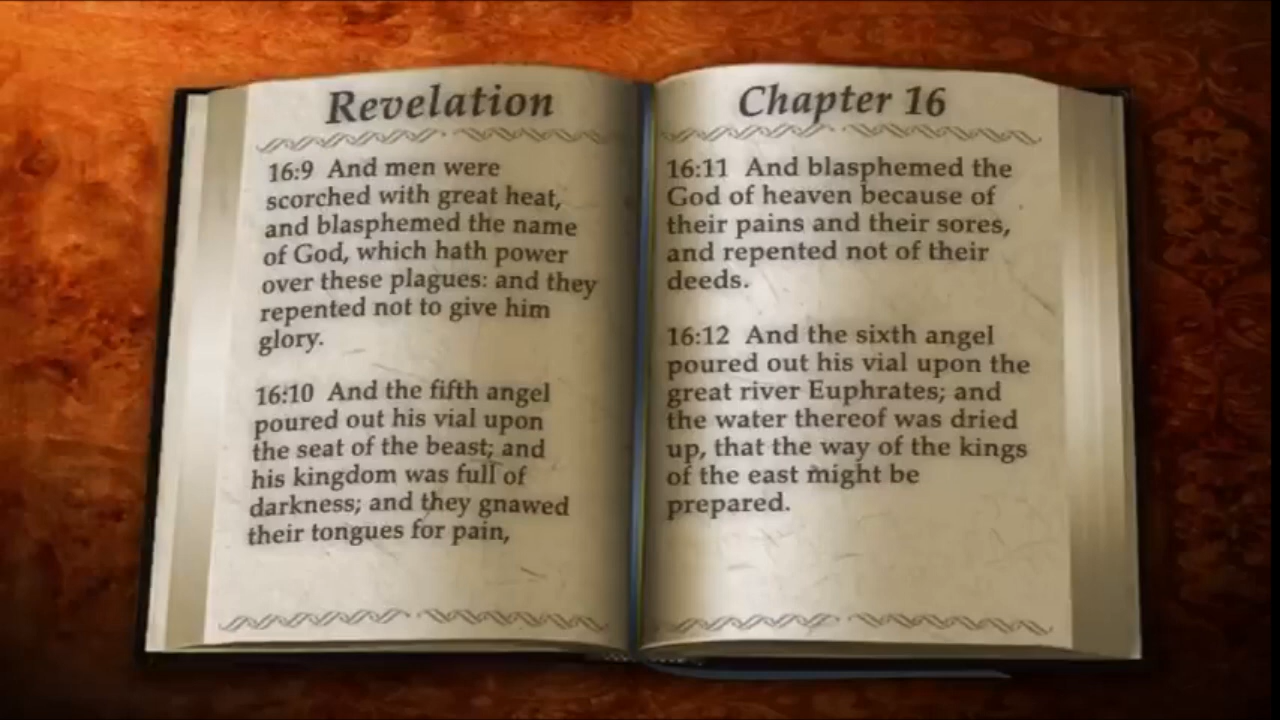 Revelation
16:9 And men were
scorched with great heat,
and blasphemed the name
of God, which hath power
over these plagues: and they
repented not to give him
glory.
16:10 And the fifth angel
poured out his vial upon
the seat of the beast; and
his kingdom was full of
darkness; and they gnawed
their tongues for pain,
Chapter 16
16:11 And blasphemed the
God of heaven because of
their pains and their sores,
and repented not of their
deeds.
16:12 And the sixth angel
poured out his vial upon the
great river Euphrates; and
the water thereof was dried
up, that the way of the kings
of the east might be
prepared.